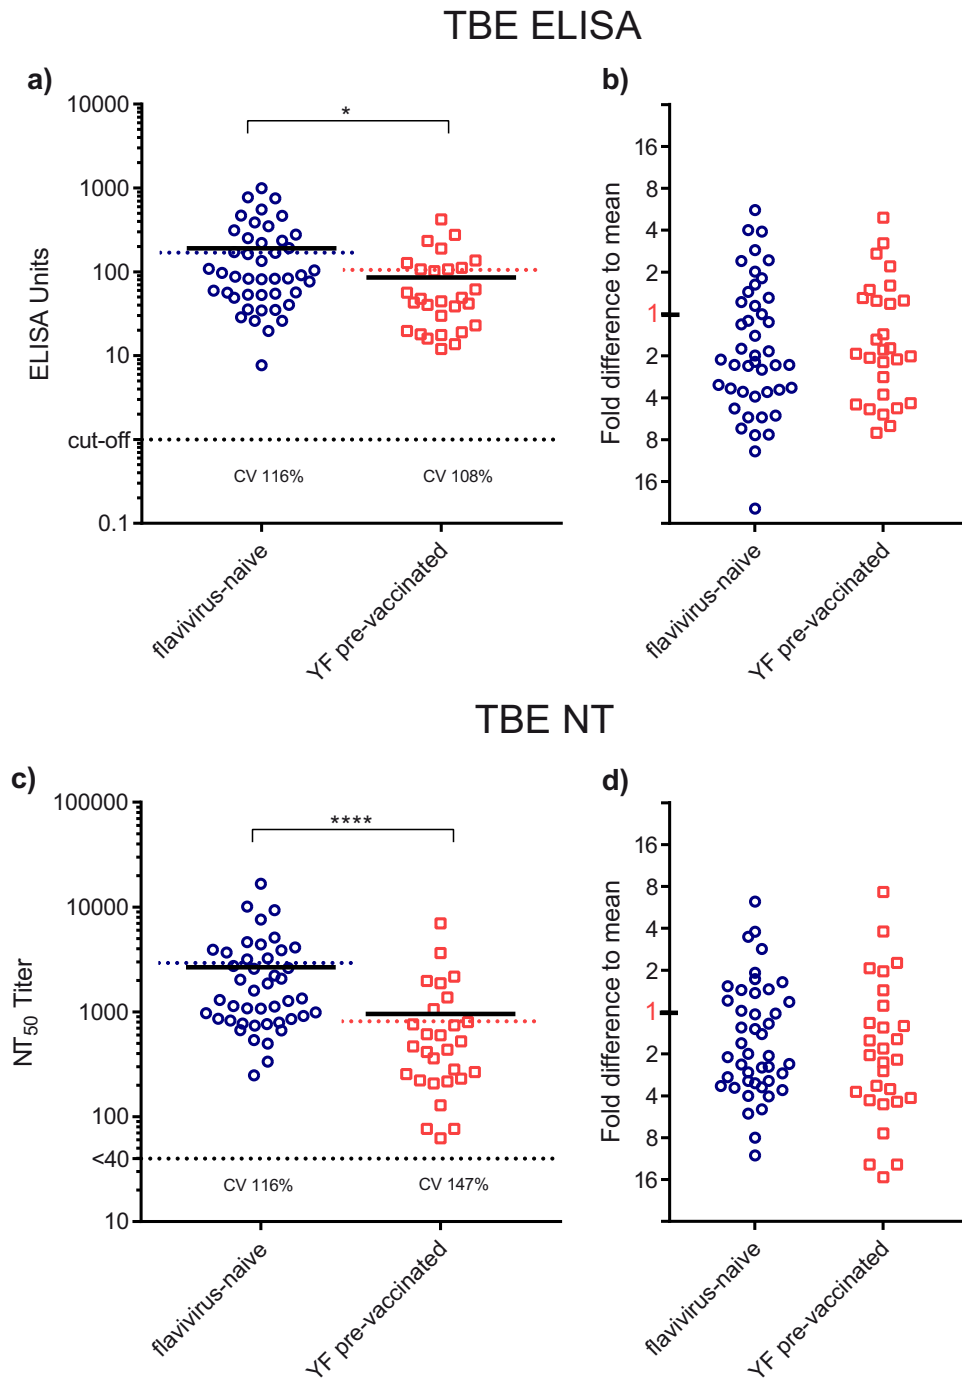 TBE ELISA
a)
b)
10000
1000
100
10
cut-off
0.1
ELISA Units
*
CV 116%
CV 108%
flavivirus-naive
YF pre-vaccinated
16
8
4
2
1
2
4
8
16
Fold difference to mean
flavivirus-naive
YF pre-vaccinated
TBE NT
c)
d)
100000
10000
1000
100
<40
10
NT50 Titer
****
CV 116%
CV 147%
flavivirus-naive
YF pre-vaccinated
16
8
4
2
1
2
4
8
16
Fold difference to mean
flavivirus-naive
YF pre-vaccinated